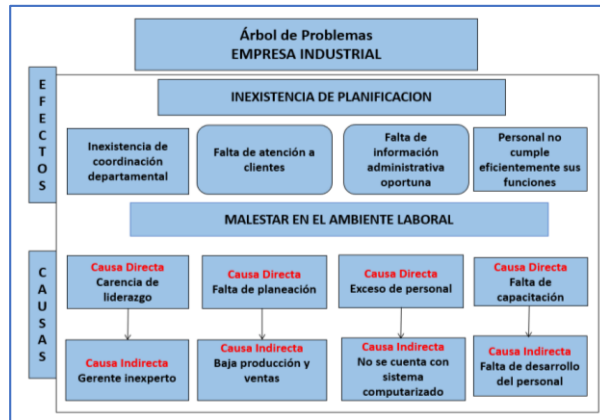 Árbol de Problemas
EMPRESA INDUSTRIAL
EFECTOS
INEXISTENCIA DE PLANIFICACION
Inexistencia de
coordinación
departamental
Falta de atención a
clientes
Falta de
información
administrativa
oportuna
Personal no
cumple
eficientemente sus
funciones
MALESTAR EN EL AMBIENTE LABORAL
CAUSAS
Causa Directa
Carencia de
liderazgo
Causa Directa
Falta de planeación
Causa Directa
Exceso de personal
Causa Directa
Falta de
capacitación
Causa Indirecta
Gerente inexperto
Causa Indirecta
Baja producción y
ventas
Causa Indirecta
No se cuenta con
sistema
computarizado
Causa Indirecta
Falta de desarrollo
del personal